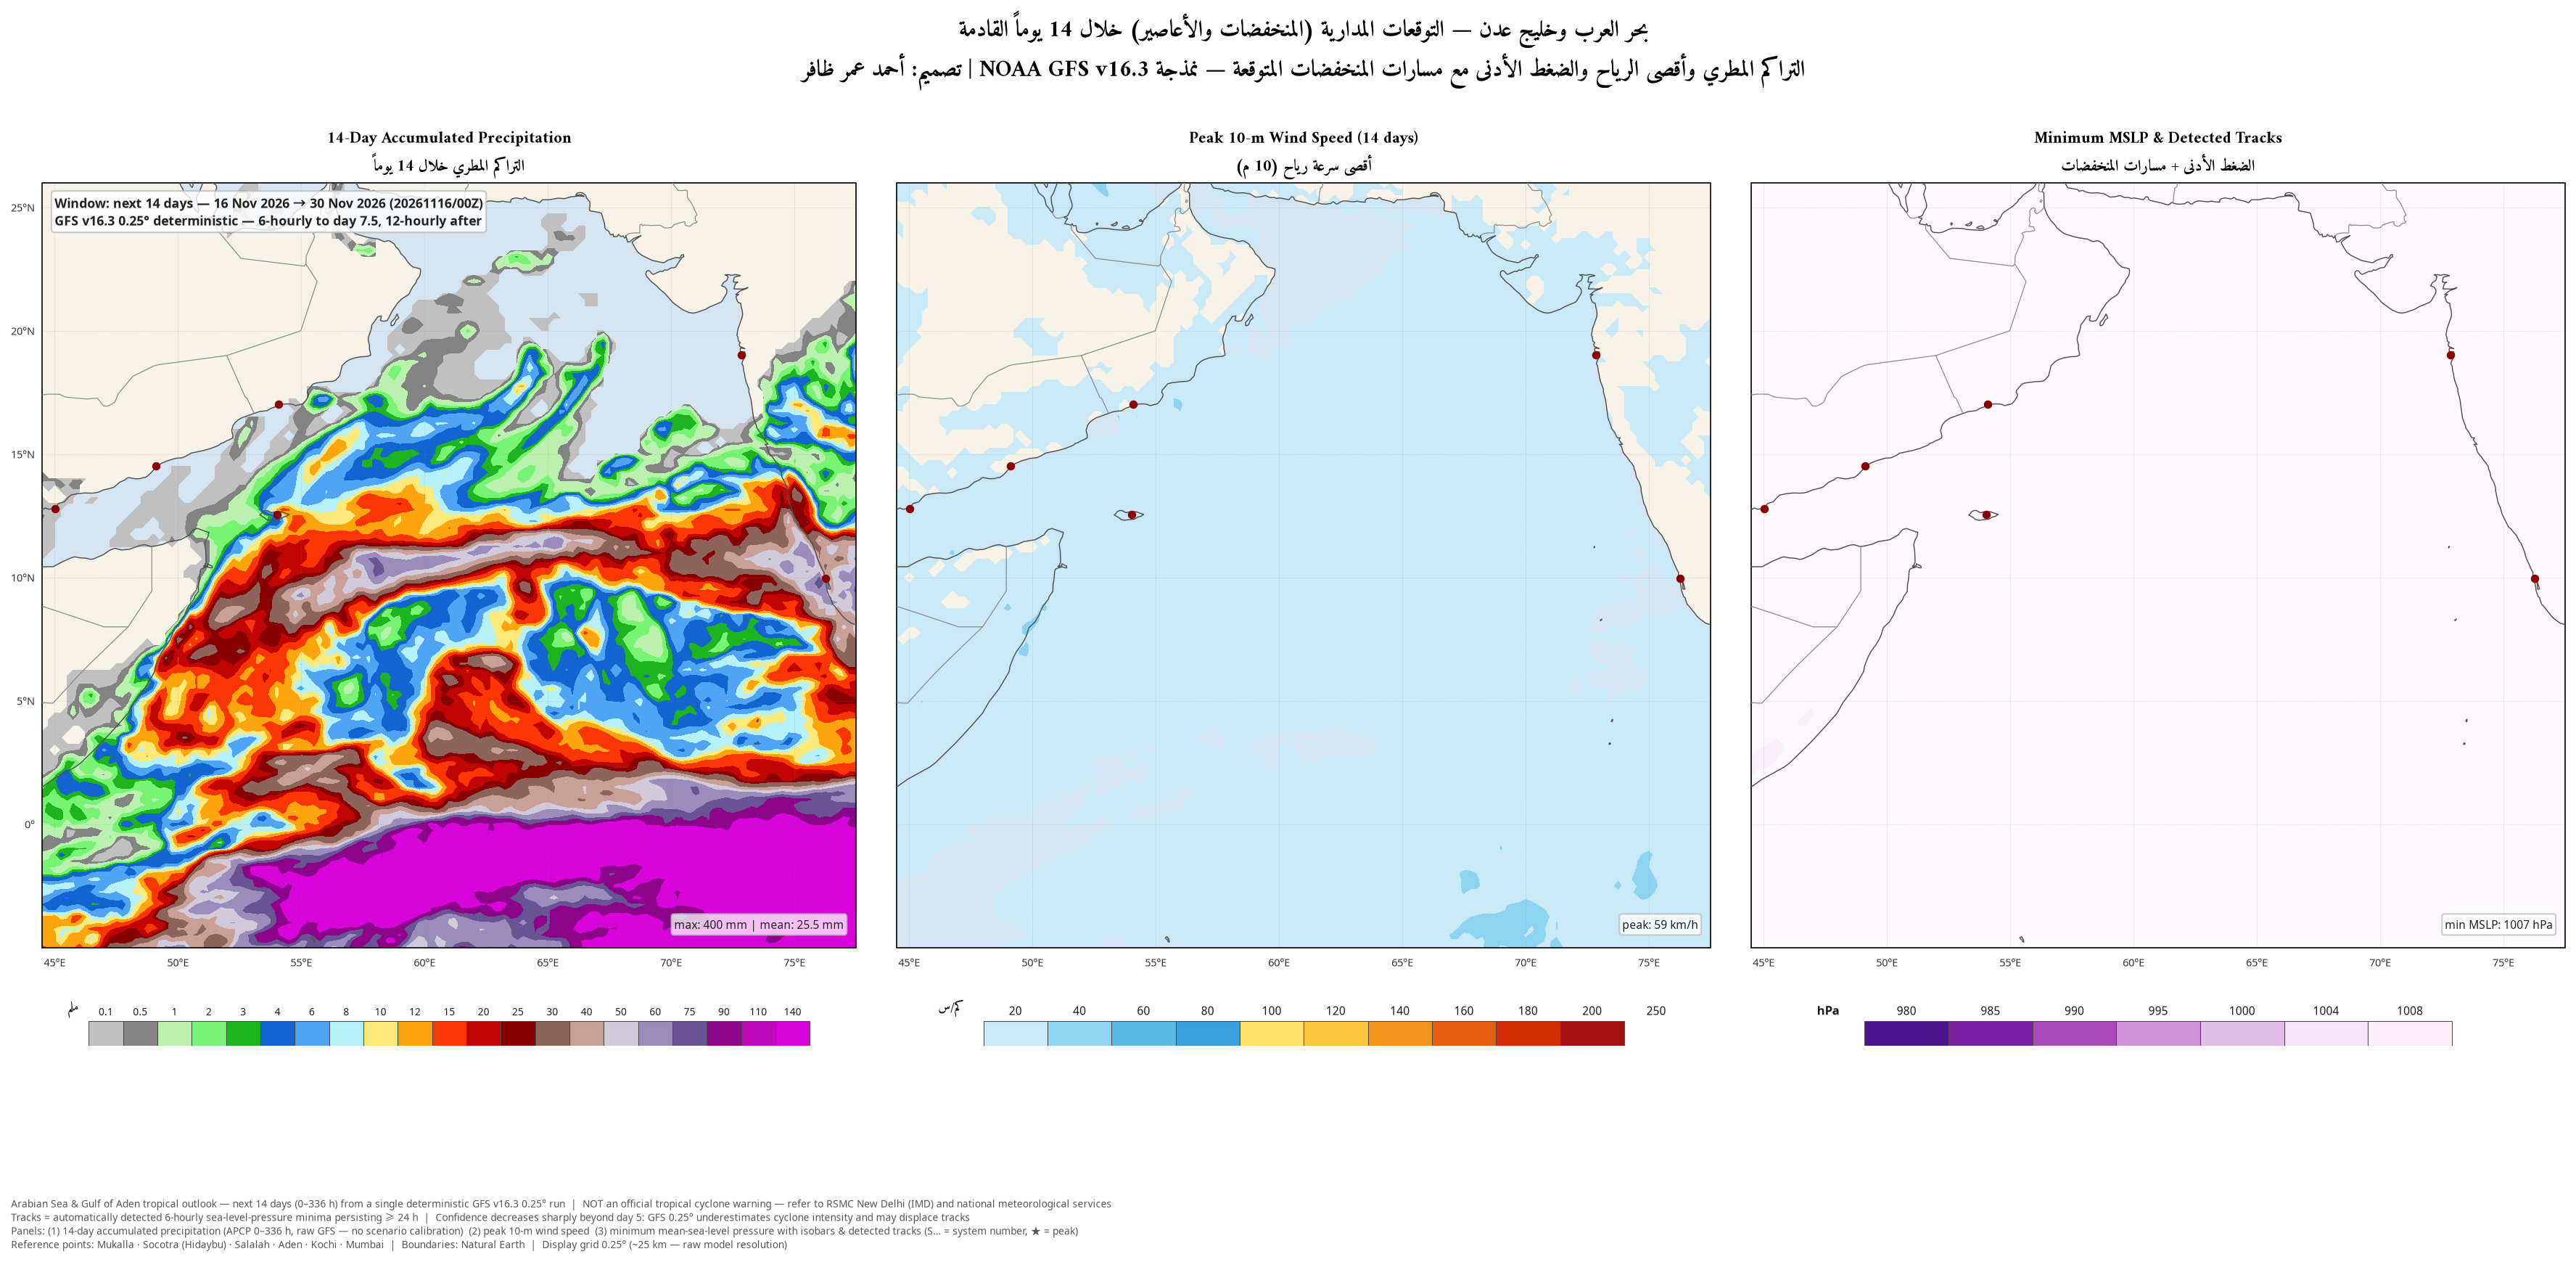 بحر العرب وخليج عدن — التوقعات المدارية (المنخفضات والأعاصير) خلال 14 يوماً القادمة
التراكم المطري وأقصى الرياح والضغط الأدنى مع مسارات المنخفضات المتوقعة — نمذجة NOAA GFS v16.3 | تصميم: أحمد عمر ظافر
14-Day Accumulated Precipitation
التراكم المطري خلال 14 يوماً
Window: next 14 days — 16 Nov 2026 → 30 Nov 2026 (20261116/00Z)
GFS v16.3 0.25° deterministic — 6-hourly to day 7.5, 12-hourly after
25°N
20°N
15°N
10°N
5°N
0°
max: 400 mm | mean: 25.5 mm
45°E 50°E 55°E 60°E 65°E 70°E 75°E
ملم 0.1 0.5 1 2 3 4 6 8 10 12 15 20 25 30 40 50 60 75 90 110 140
Peak 10-m Wind Speed (14 days)
أقصى سرعة رياح (10 م)
peak: 59 km/h
45°E 50°E 55°E 60°E 65°E 70°E 75°E
كم/س 20 40 60 80 100 120 140 160 180 200 250
Minimum MSLP & Detected Tracks
الضغط الأدنى + مسارات المنخفضات
min MSLP: 1007 hPa
45°E 50°E 55°E 60°E 65°E 70°E 75°E
hPa 980 985 990 995 1000 1004 1008
Arabian Sea & Gulf of Aden tropical outlook — next 14 days (0–336 h) from a single deterministic GFS v16.3 0.25° run | NOT an official tropical cyclone warning — refer to RSMC New Delhi (IMD) and national meteorological services
Tracks = automatically detected 6-hourly sea-level-pressure minima persisting ⩾ 24 h | Confidence decreases sharply beyond day 5: GFS 0.25° underestimates cyclone intensity and may displace tracks
Panels: (1) 14-day accumulated precipitation (APCP 0–336 h, raw GFS — no scenario calibration) (2) peak 10-m wind speed (3) minimum mean-sea-level pressure with isobars & detected tracks (S... = system number, ★ = peak)
Reference points: Mukalla · Socotra (Hidaybu) · Salalah · Aden · Kochi · Mumbai | Boundaries: Natural Earth | Display grid 0.25° (~25 km — raw model resolution)